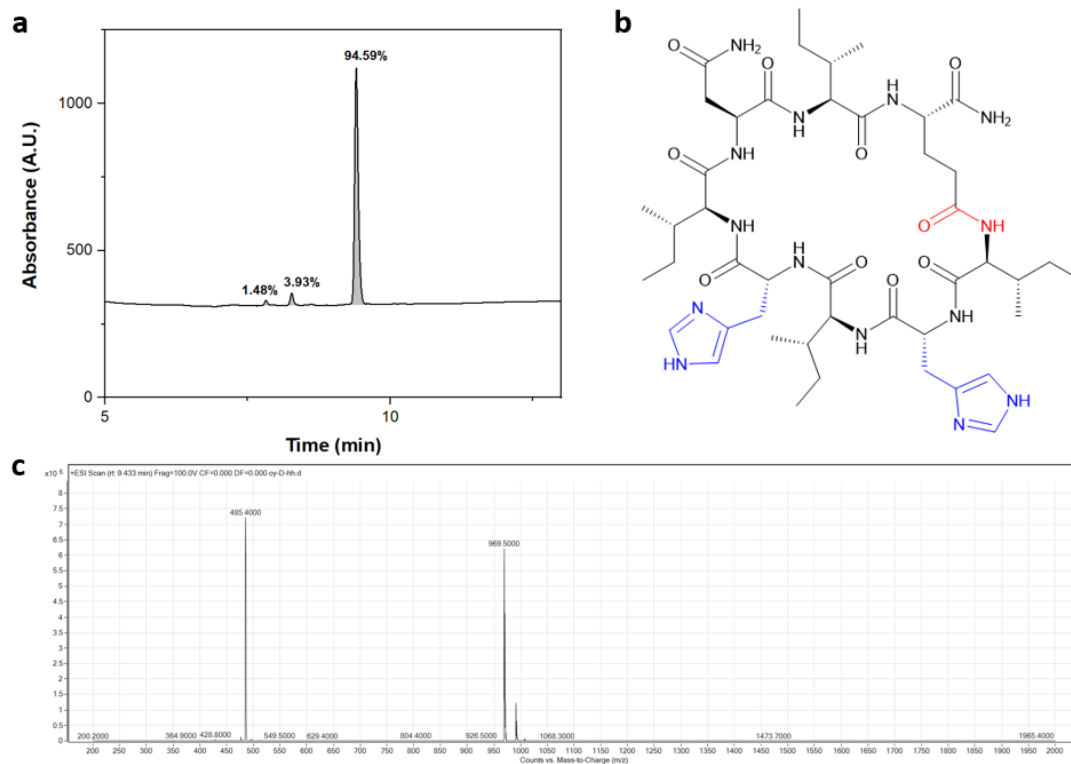 a
Absorbance (A.U.)
1000
500
0
94.59%
1.48%
3.93%
5
10
Time (min)
b
O
NH2
O
H
N
O
N
H
O
NH2
NH
O
O
NH
O
NH
O
H
N
O
O
O
N
H
NH
N
HN
N
NH
c
x10 6
+ESI Scan (rt: 9.433 min) Frag=100.0V CF=0.000 DF=0.000 cy-D-hh.d
8
7.5
7
6.5
6
5.5
5
4.5
4
3.5
3
2.5
2
1.5
1
0.5
0
485.4000
969.5000
200.2000 364.9000 428.8000 549.5000 629.4000 804.4000 926.5000 1068.3000 1473.7000 1965.4000
100 150 200 250 300 350 400 450 500 550 600 650 700 750 800 850 900 950 1000 1050 1100 1150 1200 1250 1300 1350 1400 1450 1500 1550 1600 1650 1700 1750 1800 1850 1900 1950 2000
Counts vs. Mass-to-Charge (m/z)